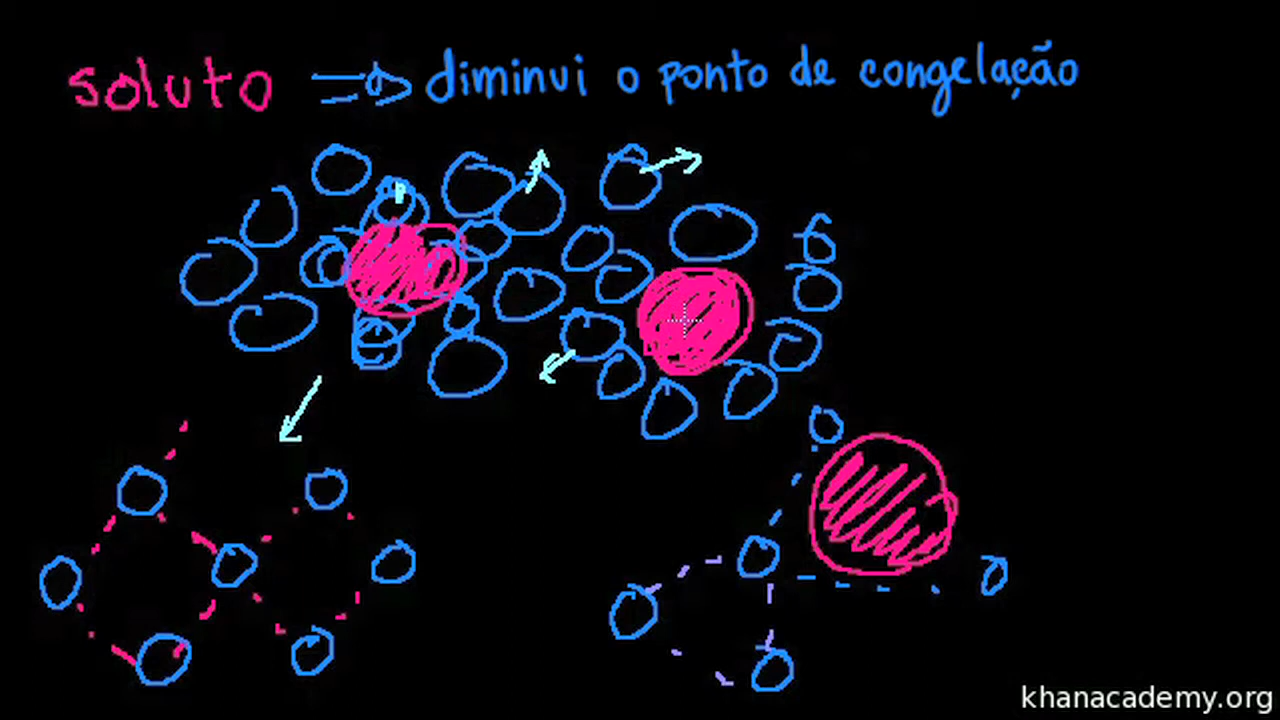 soluto => diminui o ponto de congelação
khanacademy.org